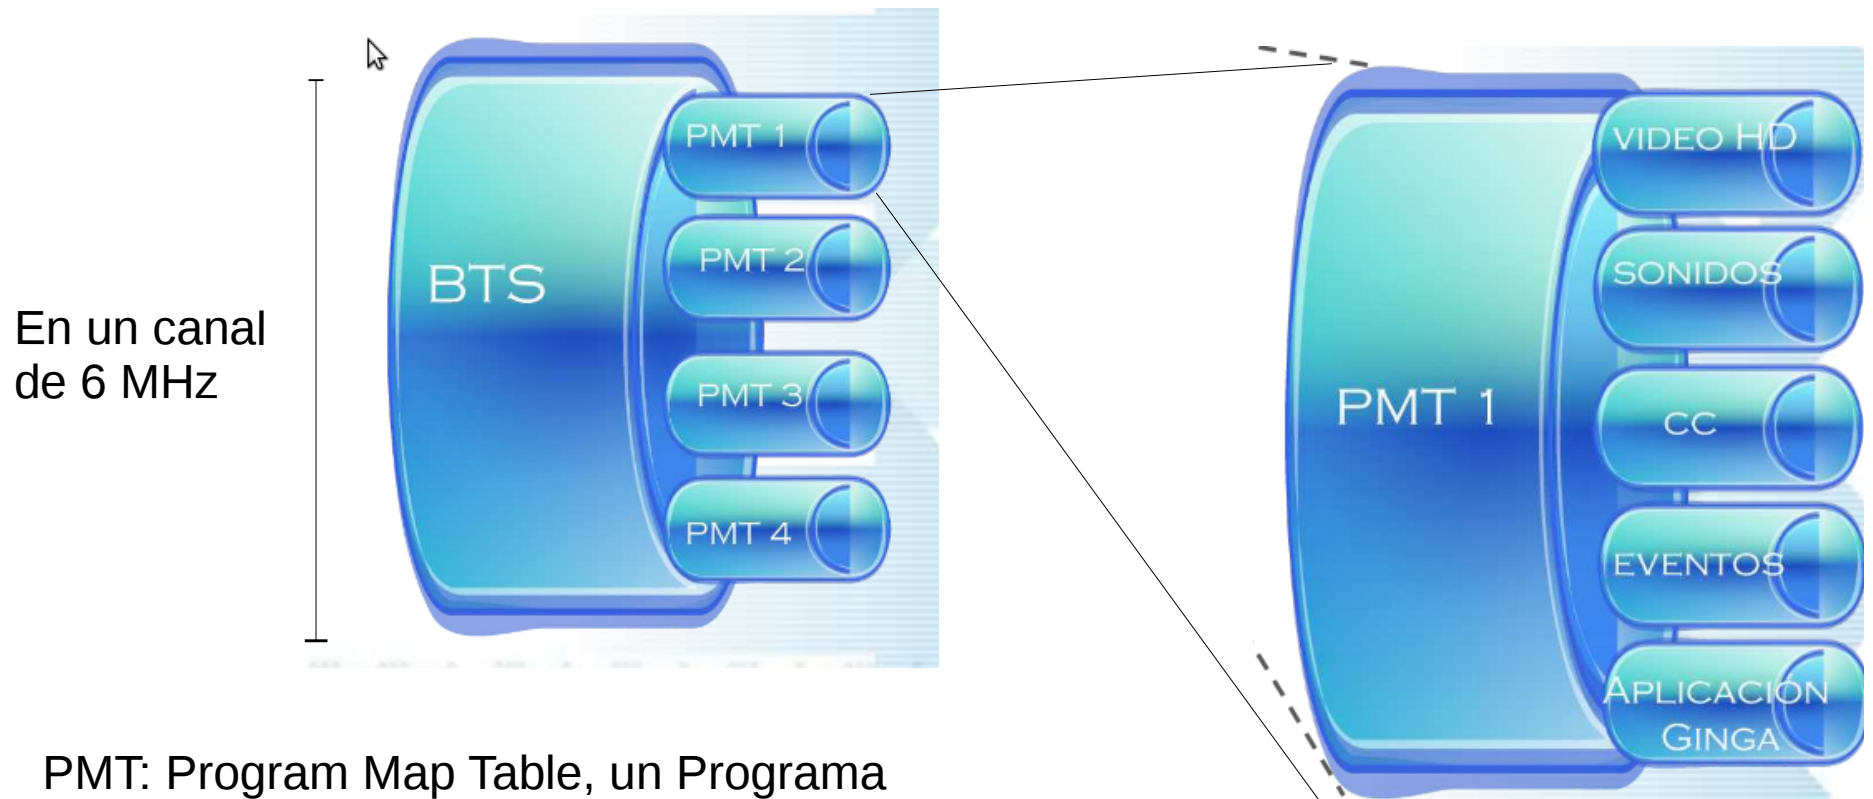 En un canal
de 6 MHz
BTS
PMT 1
PMT 2
PMT 3
PMT 4
PMT 1
VIDEO HD
SONIDOS
CC
EVENTOS
APLICACIÓN
GINGA
PMT: Program Map Table, un Programa